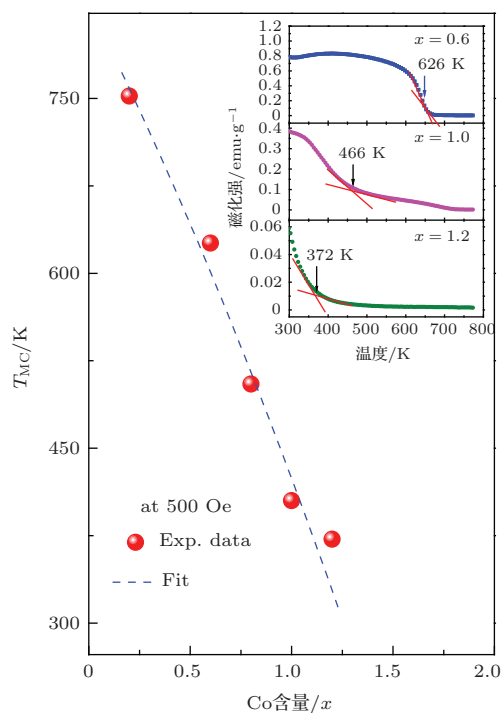 1.2
1.0
0.8
0.6
0.4
0.2
0
x = 0.6
626 K
0.4
0.3
0.2
0.1
0
x = 1.0
466 K
0.06
0.04
0.02
0
x = 1.2
372 K
磁化强/emu·g⁻¹
300 400 500 600 700 800
温度/K
750
600
450
300
T_MC/K
at 500 Oe
Exp. data
Fit
0 0.5 1.0 1.5 2.0
Co含量/x